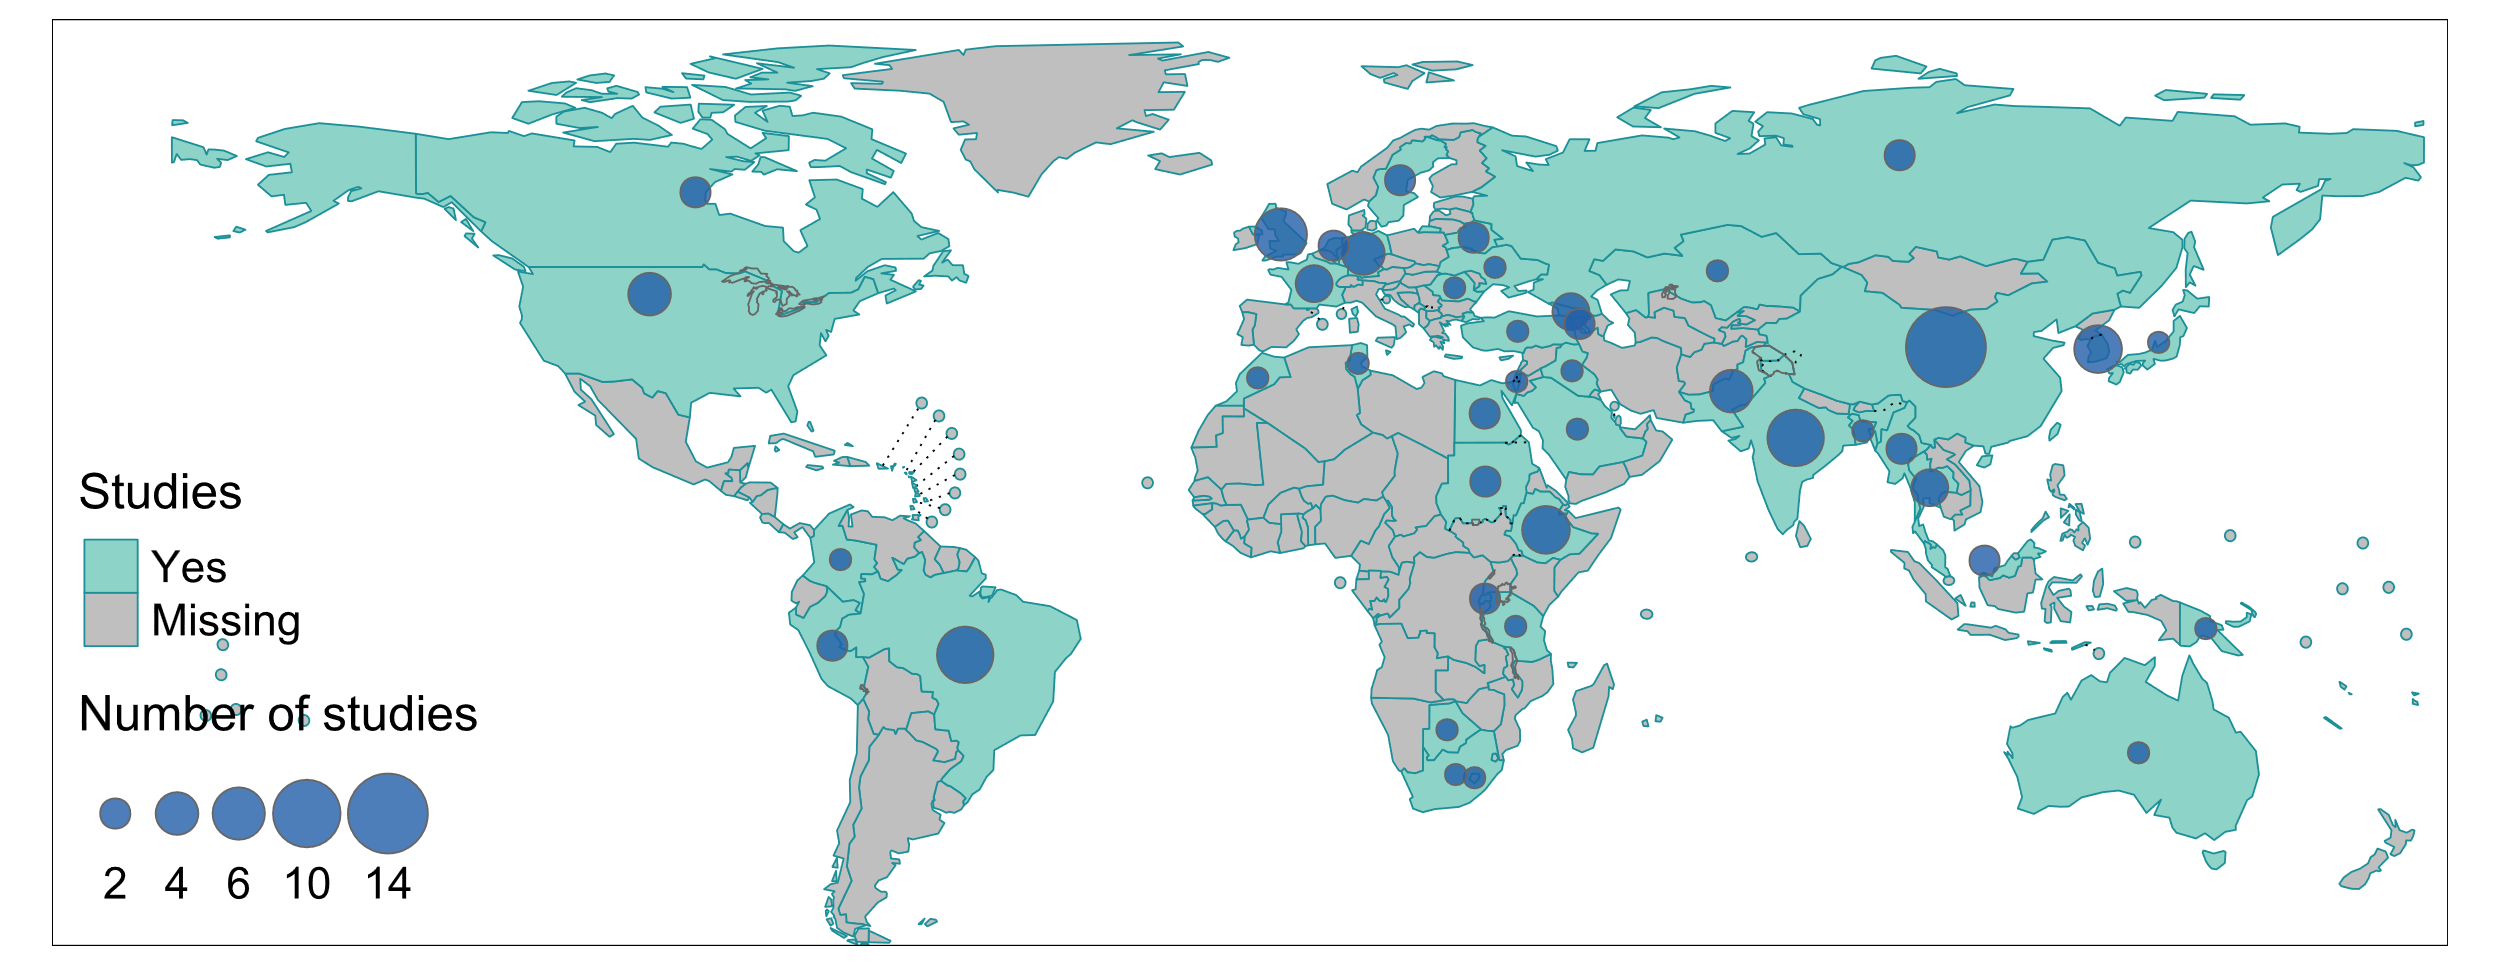 Studies
Yes
Missing
Number of studies
2 4 6 10 14